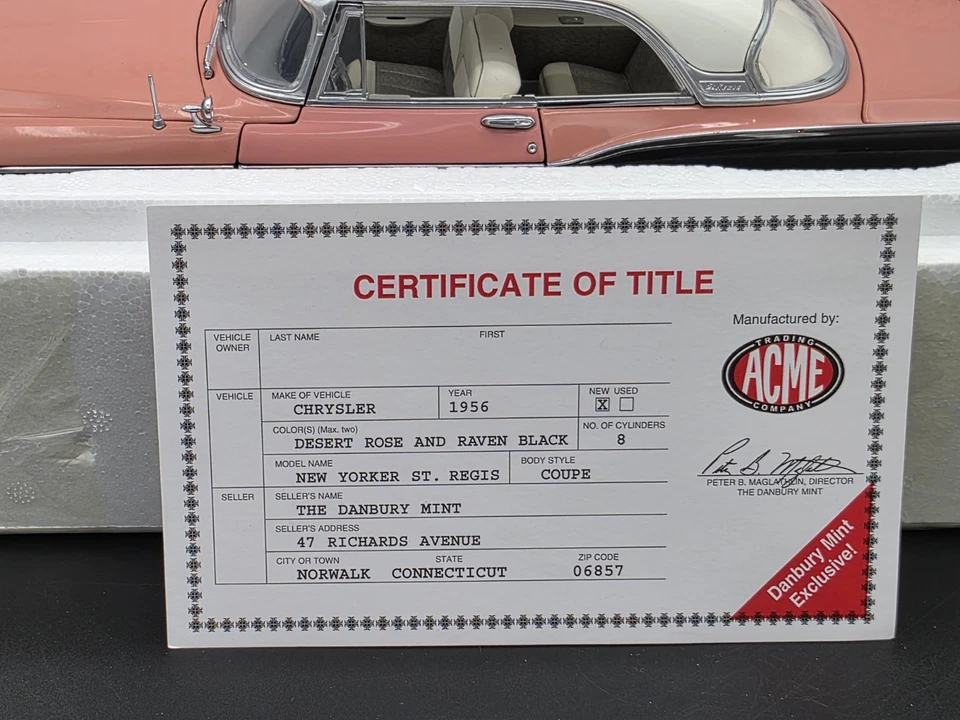 CERTIFICATE OF TITLE
VEHICLE OWNER
LAST NAME FIRST
Manufactured by:
TRADING
ACME
COMPANY
VEHICLE
MAKE OF VEHICLE YEAR NEW USED
CHRYSLER 1956 X
COLOR(S) (Max. two) NO. OF CYLINDERS
DESERT ROSE AND RAVEN BLACK 8
MODEL NAME BODY STYLE
NEW YORKER ST. REGIS COUPE
PETER B. MAGLATHLIN, DIRECTOR
THE DANBURY MINT
SELLER
SELLER'S NAME
THE DANBURY MINT
SELLER'S ADDRESS
47 RICHARDS AVENUE
CITY OR TOWN STATE ZIP CODE
NORWALK CONNECTICUT 06857
Danbury Mint
Exclusive!